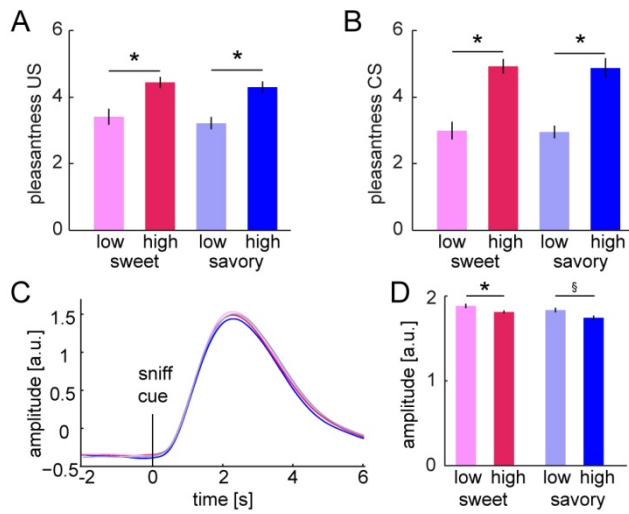 A
pleasantness US
6
4
2
0
*
*
low high low high
sweet savory
B
pleasantness CS
6
4
2
0
*
*
low high low high
sweet savory
C
amplitude [a.u.]
1.5
1
0.5
0
−0.5
sniff
cue
-2 0 2 4 6
time [s]
D
amplitude [a.u.]
2
1
0
*
§
low high low high
sweet savory